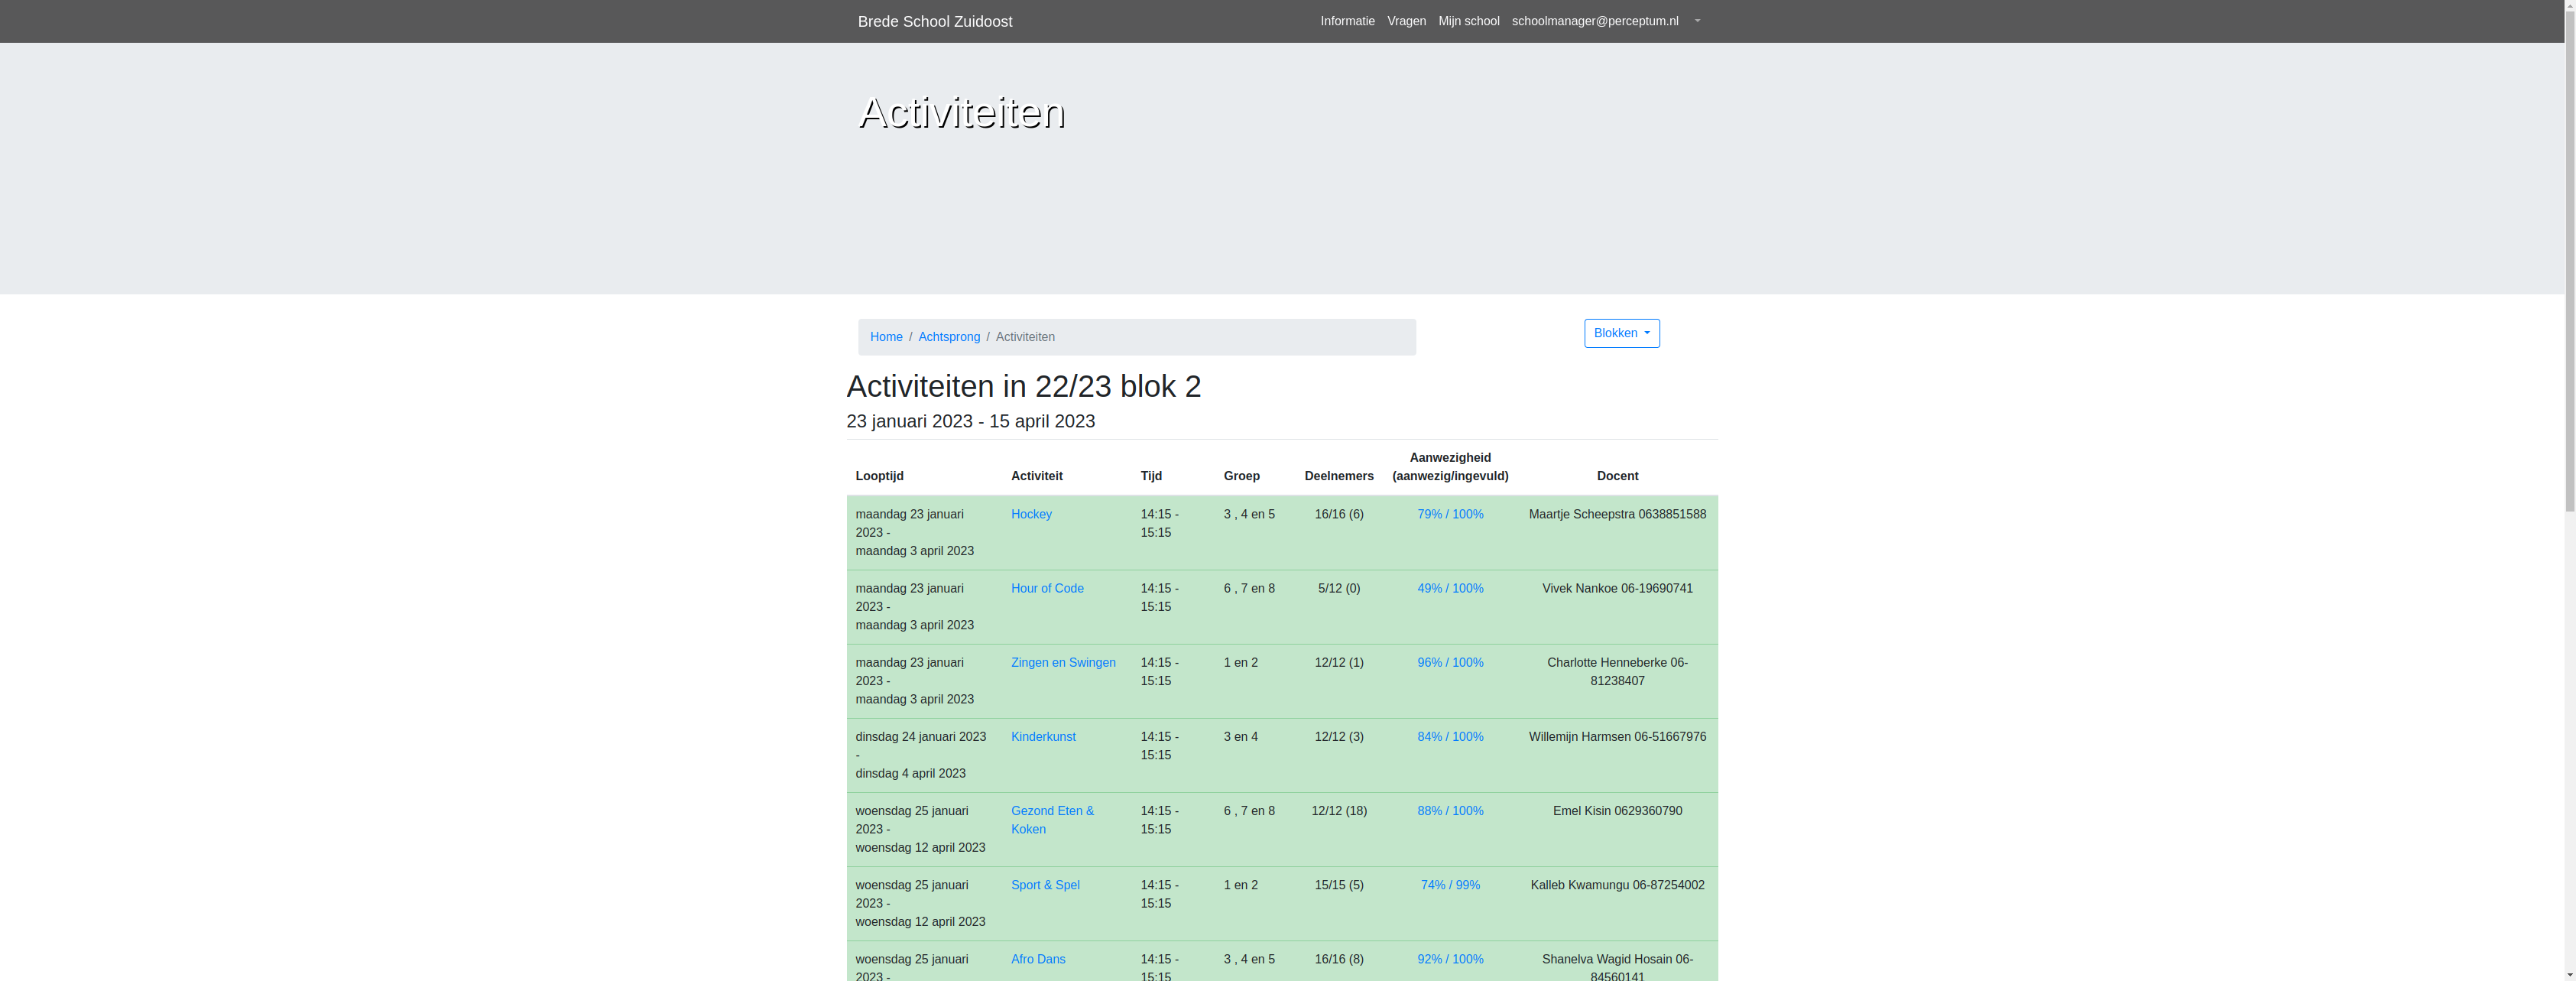 Brede School Zuidoost
Informatie Vragen Mijn school schoolmanager@perceptum.nl
Activiteiten
Home / Achtsprong / Activiteiten
Blokken
Activiteiten in 22/23 blok 2
23 januari 2023 - 15 april 2023
Looptijd Activiteit Tijd Groep Deelnemers Aanwezigheid (aanwezig/ingevuld) Docent
maandag 23 januari Hockey 14:15 - 3 , 4 en 5 16/16 (6) 79% / 100% Maartje Scheepstra 0638851588
2023 - 15:15
maandag 3 april 2023
maandag 23 januari Hour of Code 14:15 - 6 , 7 en 8 5/12 (0) 49% / 100% Vivek Nankoe 06-19690741
2023 - 15:15
maandag 3 april 2023
maandag 23 januari Zingen en Swingen 14:15 - 1 en 2 12/12 (1) 96% / 100% Charlotte Henneberke 06-
2023 - 15:15 81238407
maandag 3 april 2023
dinsdag 24 januari 2023 Kinderkunst 14:15 - 3 en 4 12/12 (3) 84% / 100% Willemijn Harmsen 06-51667976
- 15:15
dinsdag 4 april 2023
woensdag 25 januari Gezond Eten & 14:15 - 6 , 7 en 8 12/12 (18) 88% / 100% Emel Kisin 0629360790
2023 - Koken 15:15
woensdag 12 april 2023
woensdag 25 januari Sport & Spel 14:15 - 1 en 2 15/15 (5) 74% / 99% Kalleb Kwamungu 06-87254002
2023 - 15:15
woensdag 12 april 2023
woensdag 25 januari Afro Dans 14:15 - 3 , 4 en 5 16/16 (8) 92% / 100% Shanelva Wagid Hosain 06-
2023 - 15:15 84560141